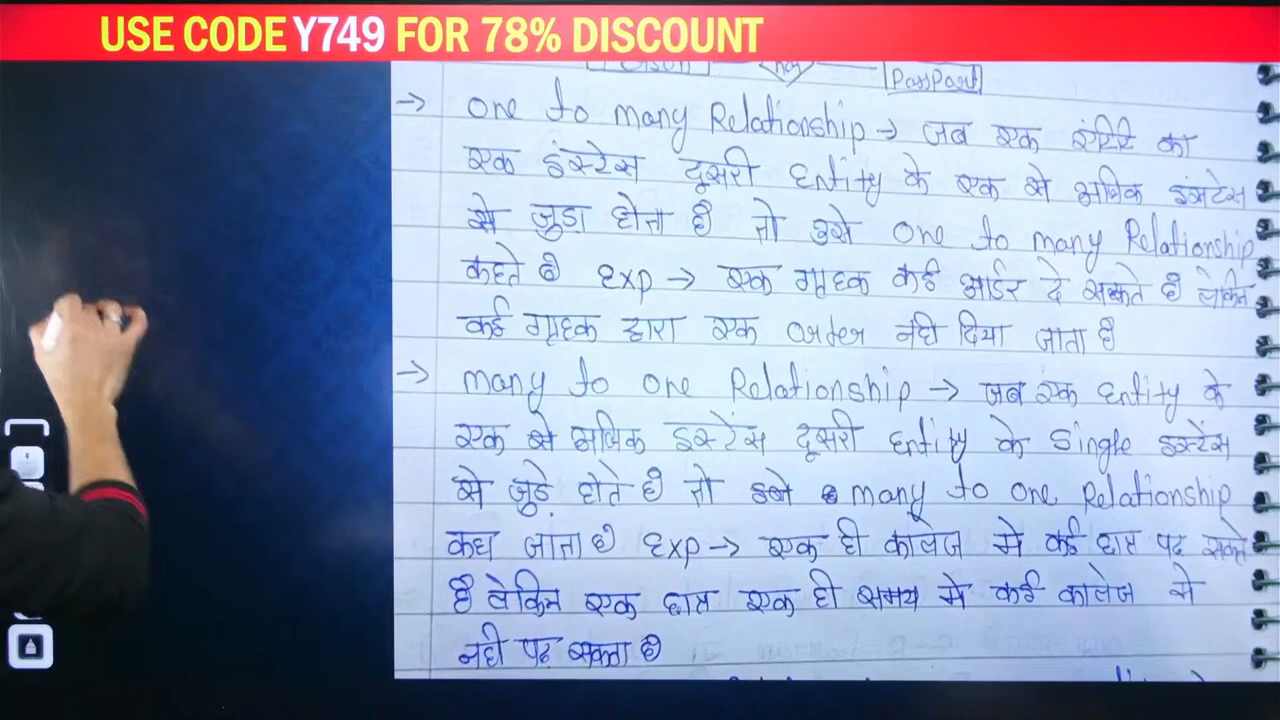 USE CODE Y749 FOR 78% DISCOUNT
PassPort
→ one to many Relationship → जब एक एंटिटि का
एक इंस्टेंस दूसरी Entity के एक से अधिक इंसटेंस
से जुडा होता है तो उसे one to many Relationship
कहते है Exp → एक गृाहक कई आर्डर दे सकते है लेकिन
कई गृाहक द्वारा एक order नही दिया जाता है
→ many to one Relationship → जब एक Entity के
एक से अधिक इंस्टेंस दूसरी Entity के Single इंस्टेंस
से जुड़े होते है तो इसे many to one Relationship
कहा जाता है Exp → एक ही कालेज मे कई छात्र पढ सकते
है लेकिन एक छात्र एक ही समय मे कई कालेज मे
नही पढ सकता है